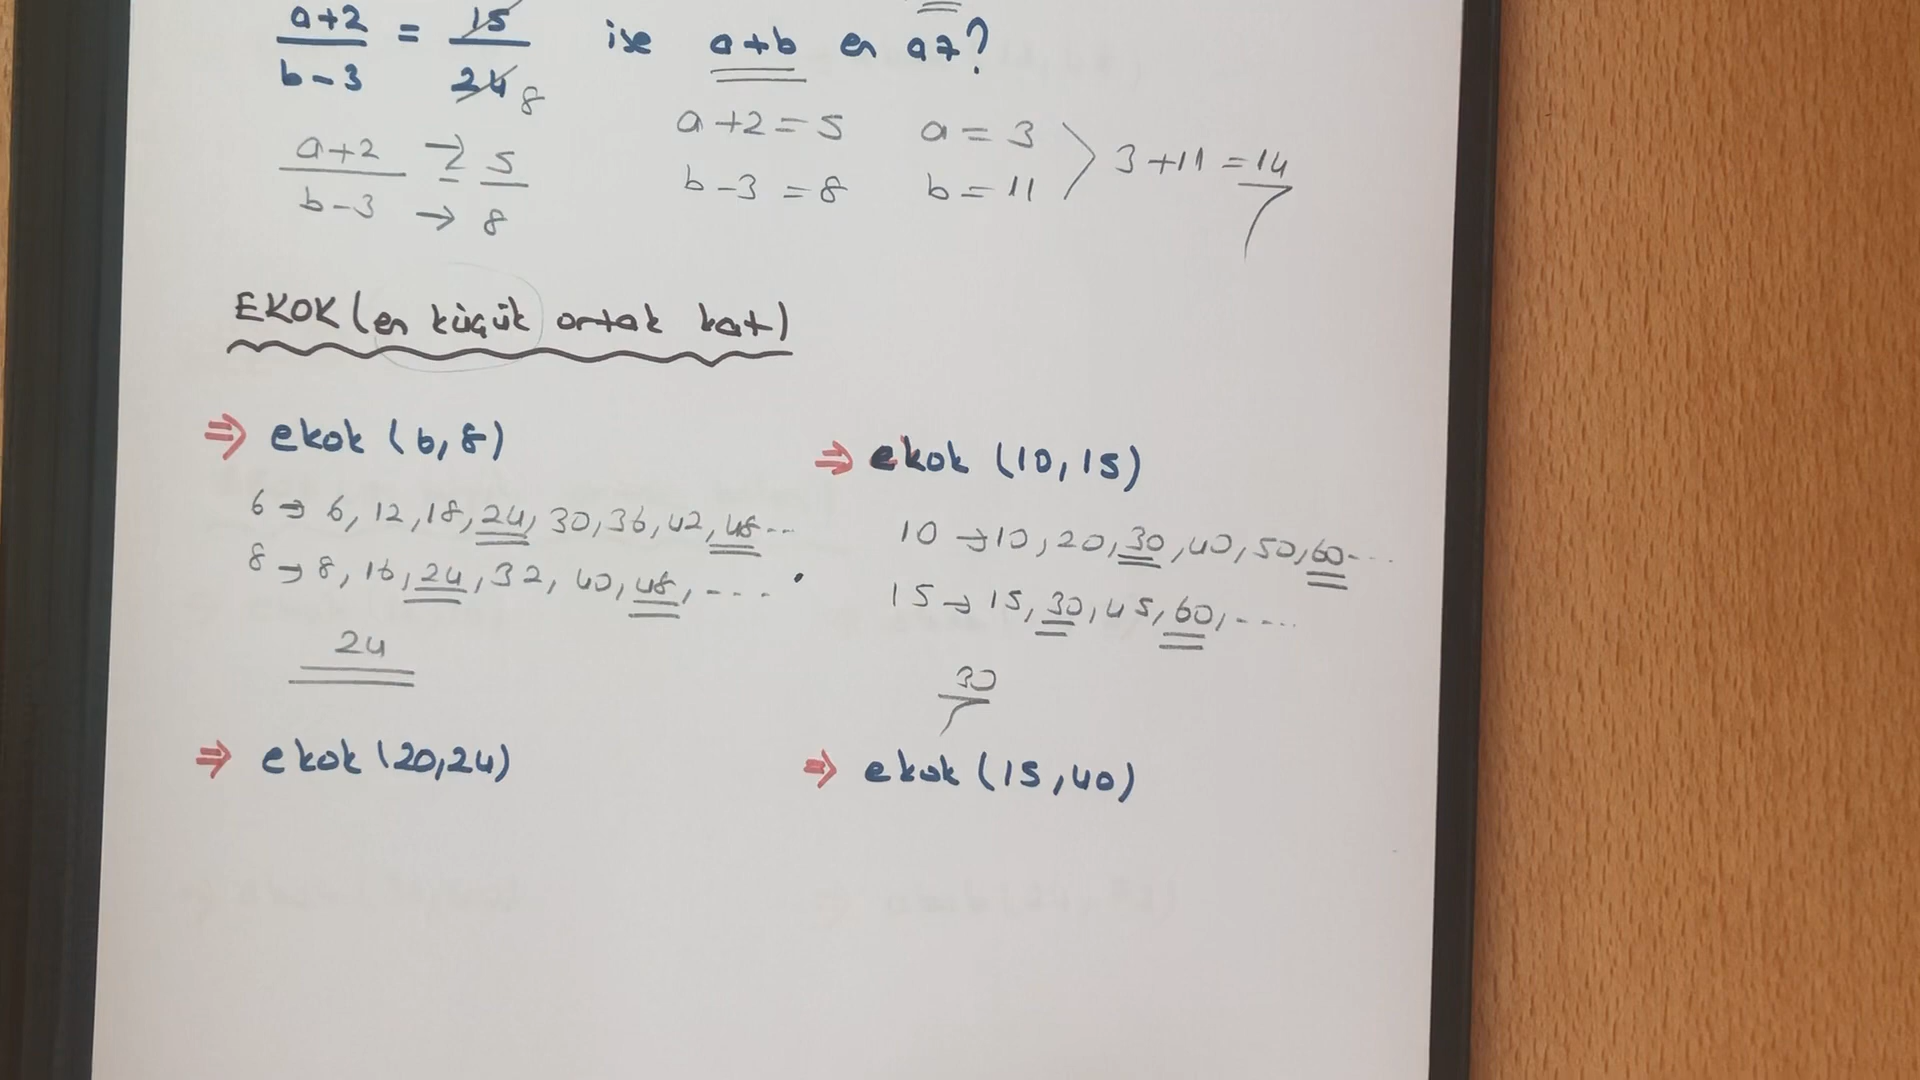 a+2/b-3 = 15/24 8 ise a+b en az?
a+2/b-3 → = → 5/8
a+2=5 a=3
b-3=8 b=11
3+11=14
EKOK (en küçük ortak kat)
⇒ ekok (6,8)
6→ 6, 12, 18, 24, 30, 36, 42, 48...
8→ 8, 16, 24, 32, 40, 48, ....
24
⇒ ekok (10,15)
10→10, 20, 30, 40, 50, 60....
15→ 15, 30, 45, 60, .....
30
⇒ ekok (20,24)
⇒ ekok (15,40)